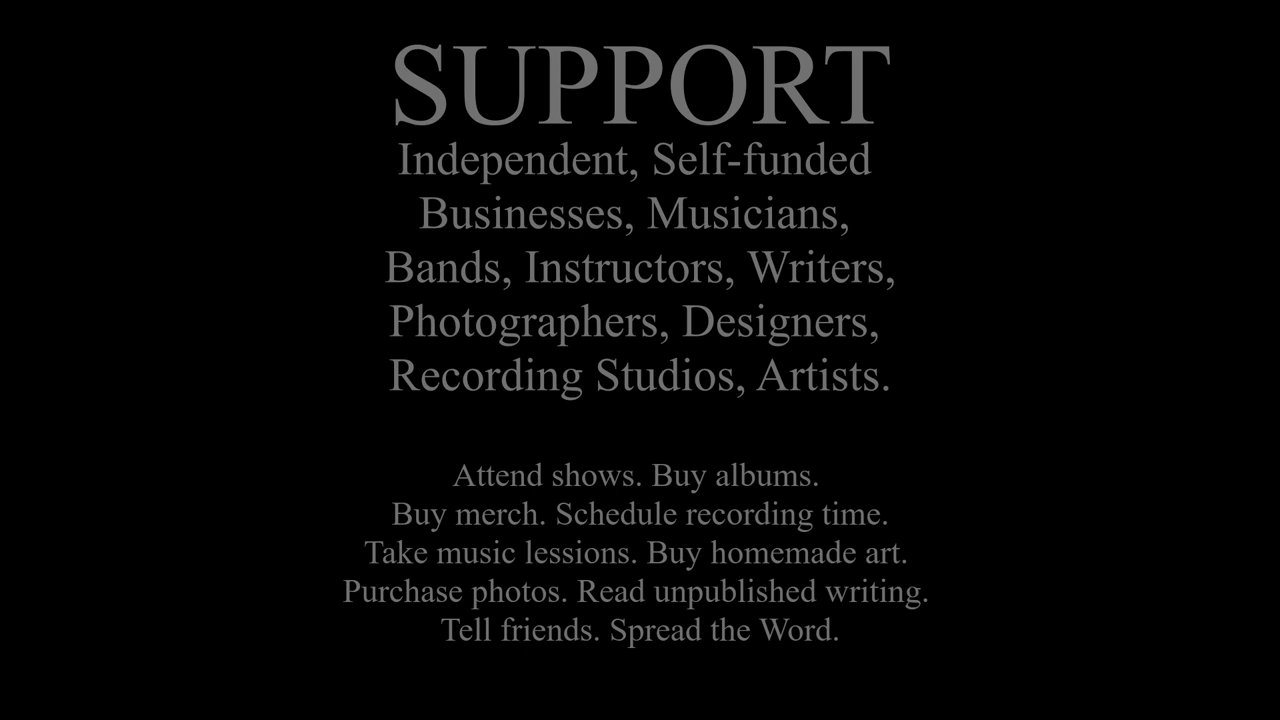 SUPPORT
Independent, Self-funded
Businesses, Musicians,
Bands, Instructors, Writers,
Photographers, Designers,
Recording Studios, Artists.
Attend shows. Buy albums.
Buy merch. Schedule recording time.
Take music lessions. Buy homemade art.
Purchase photos. Read unpublished writing.
Tell friends. Spread the Word.